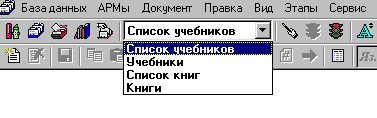 База данных АРМы Документ Правка Вид Этапы Сервис
Список учебников
Список учебников
Учебники
Список книг
Книги